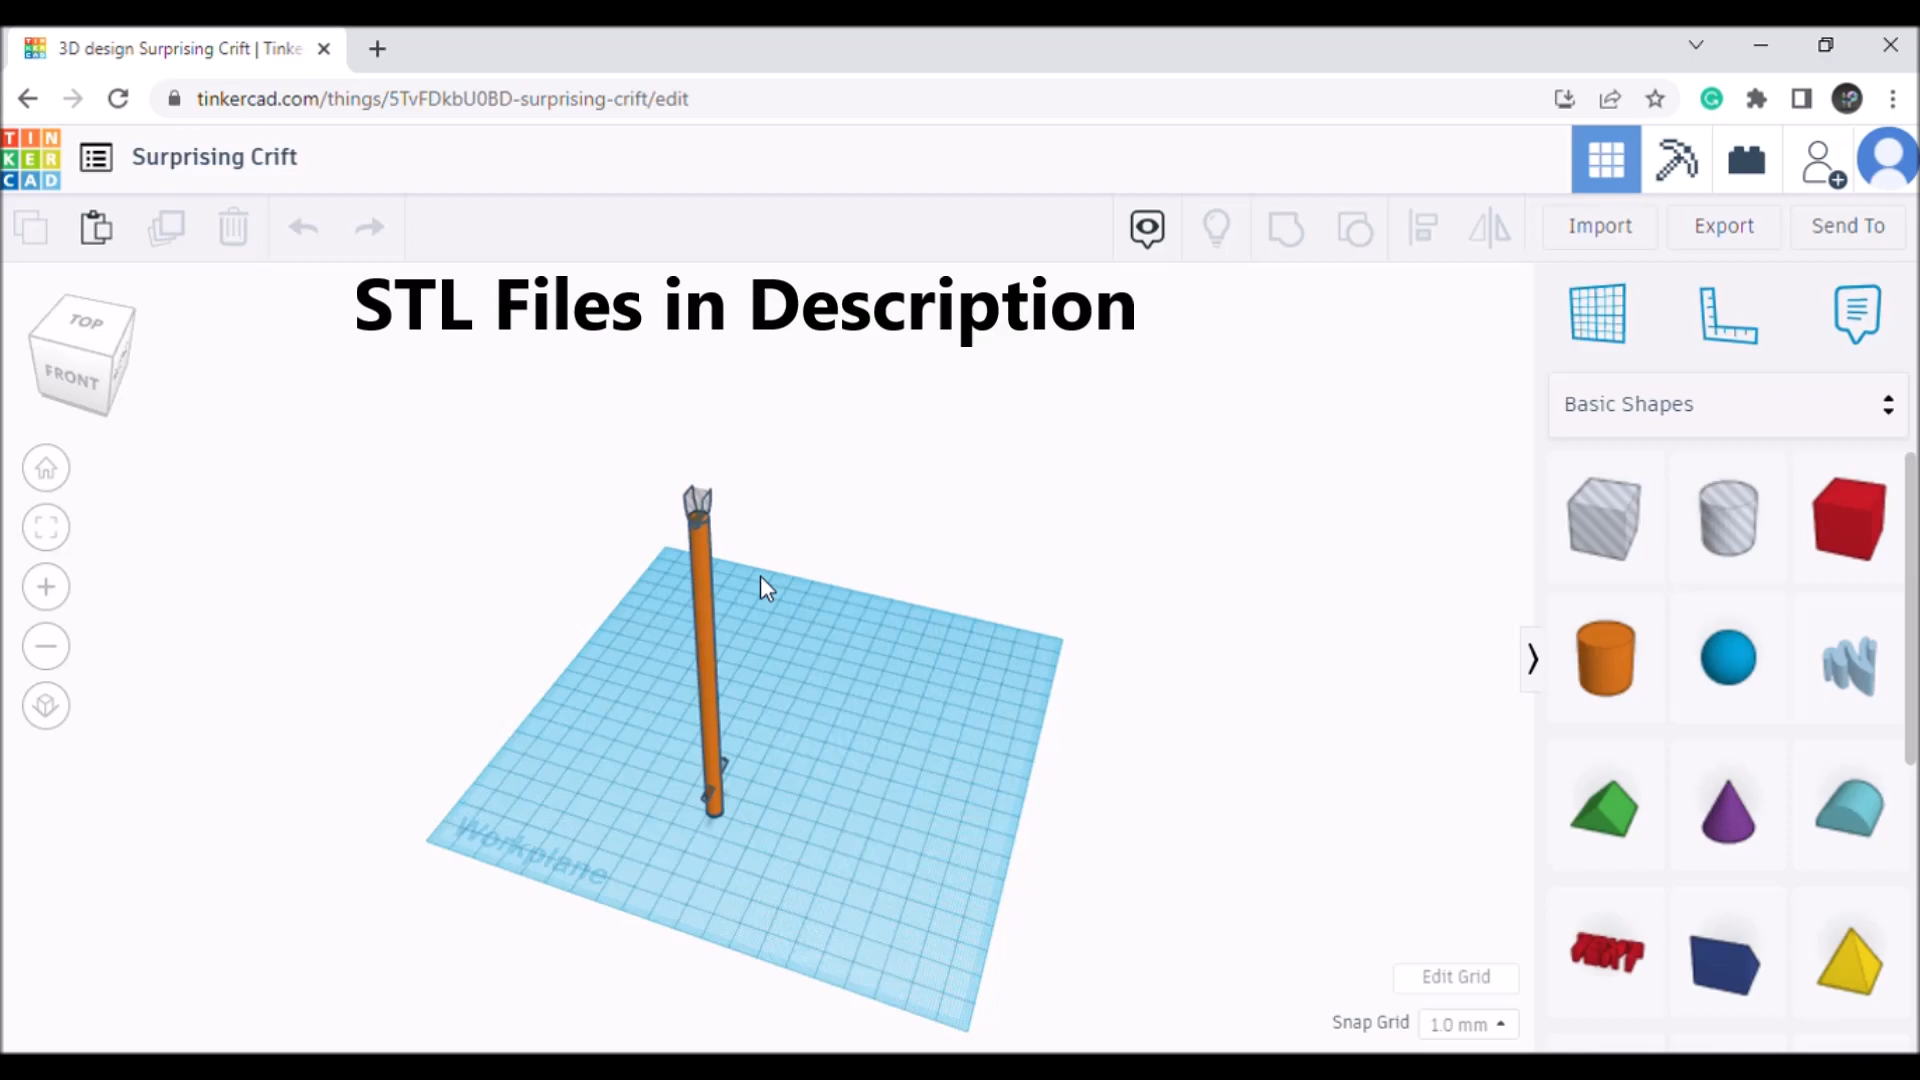 3D design Surprising Crift | Tinke
tinkercad.com/things/5TvFDkbU0BD-surprising-crift/edit
TIN
KER
CAD
Surprising Crift
Import
Export
Send To
STL Files in Description
TOP
FRONT
Basic Shapes
Workplane
TEXT
Edit Grid
Snap Grid
1.0 mm